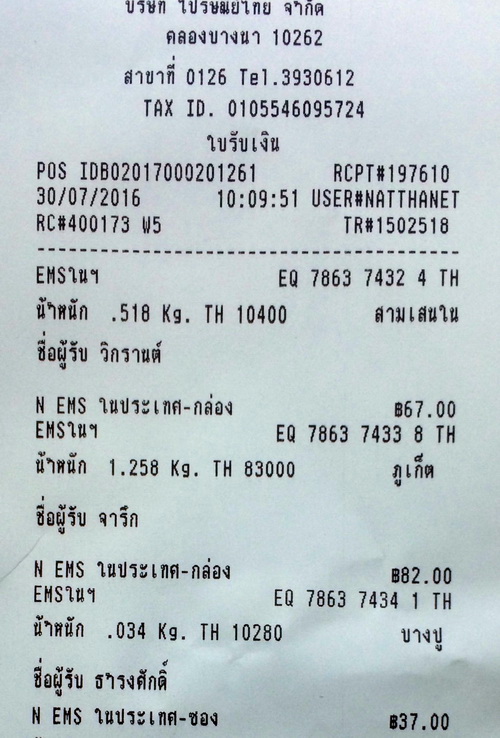 บริษัท ไปรษณีย์ไทย จำกัด
คลองบางนา 10262
สาขาที่ 0126 Tel.3930612
TAX ID. 0105546095724
ใบรับเงิน
POS IDB02017000201261 RCPT#197610
30/07/2016 10:09:51 USER#NATTHANET
RC#400173 W5 TR#1502518
EMSในฯ EQ 7863 7432 4 TH
น้ำหนัก .518 Kg. TH 10400 สามเสนใน
ชื่อผู้รับ วิกรานต์
N EMS ในประเทศ-กล่อง ฿67.00
EMSในฯ EQ 7863 7433 8 TH
น้ำหนัก 1.258 Kg. TH 83000 ภูเก็ต
ชื่อผู้รับ จารึก
N EMS ในประเทศ-กล่อง ฿82.00
EMSในฯ EQ 7863 7434 1 TH
น้ำหนัก .034 Kg. TH 10280 บางปู
ชื่อผู้รับ ธำรงศักดิ์
N EMS ในประเทศ-ซอง ฿37.00